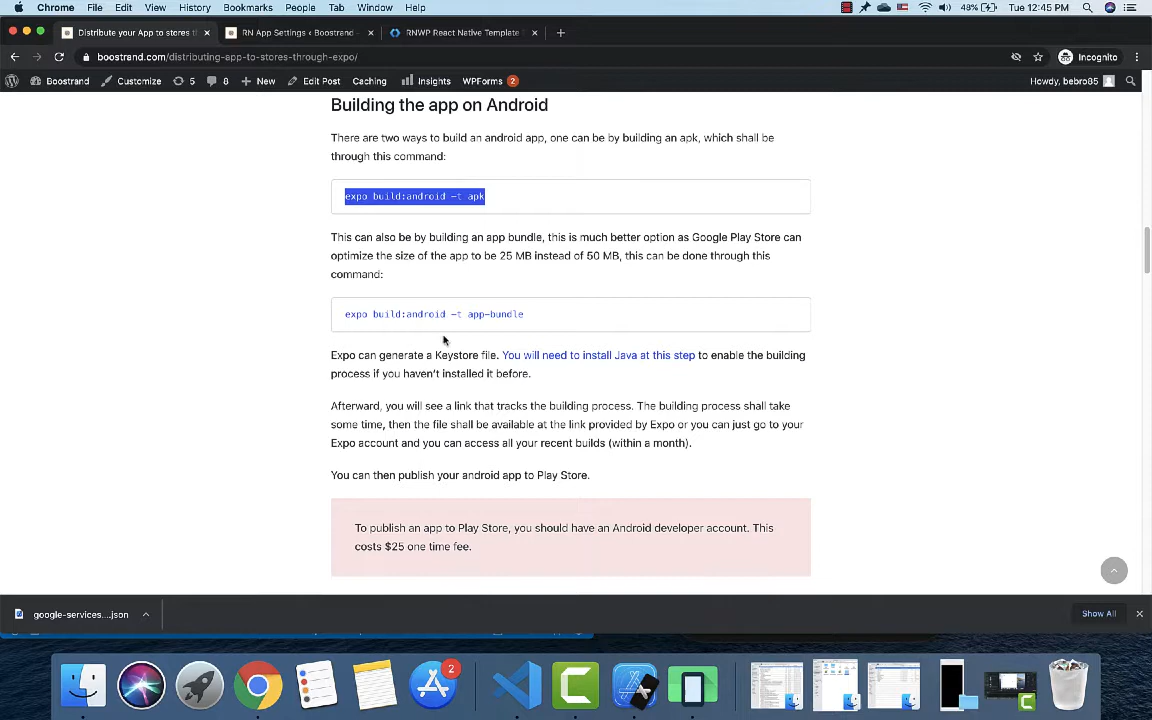 Chrome File Edit View History Bookmarks People Tab Window Help 48% Tue 12:45 PM
Distribute your App to stores t RN App Settings ‹ Boostrand RNWP React Native Template
boostrand.com/distributing-app-to-stores-through-expo/ Incognito
Boostrand Customize 5 8 New Edit Post Caching Insights WPForms 2 Howdy, bebro85
Building the app on Android
There are two ways to build an android app, one can be by building an apk, which shall be
through this command:
expo build:android -t apk
This can also be by building an app bundle, this is much better option as Google Play Store can
optimize the size of the app to be 25 MB instead of 50 MB, this can be done through this
command:
expo build:android -t app-bundle
Expo can generate a Keystore file. You will need to install Java at this step to enable the building
process if you haven't installed it before.
Afterward, you will see a link that tracks the building process. The building process shall take
some time, then the file shall be available at the link provided by Expo or you can just go to your
Expo account and you can access all your recent builds (within a month).
You can then publish your android app to Play Store.
To publish an app to Play Store, you should have an Android developer account. This
costs $25 one time fee.
google-services....json Show All
2